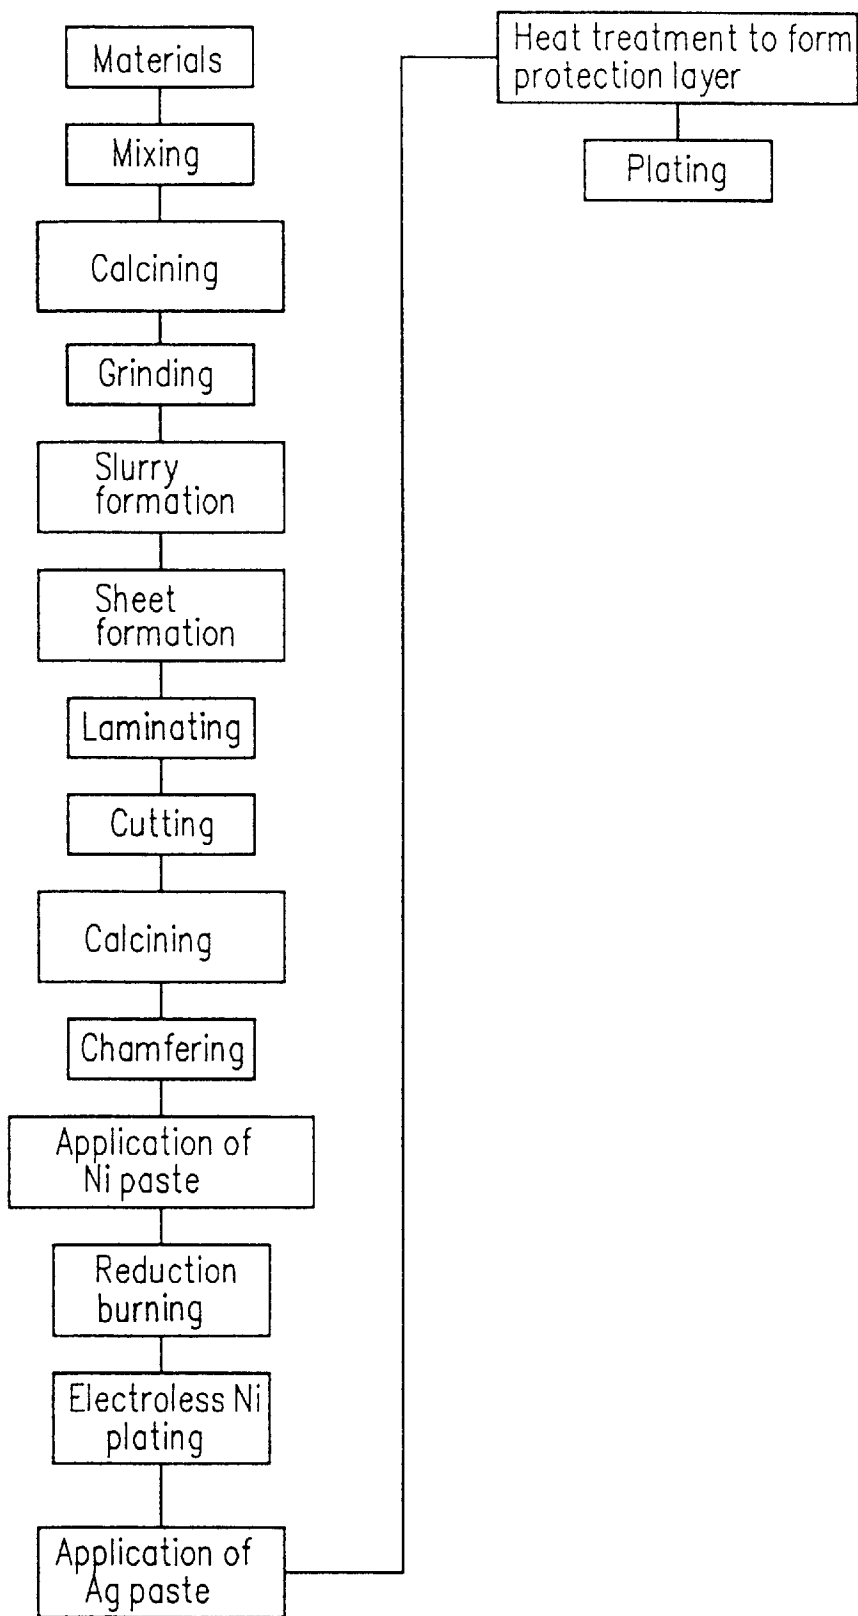 Materials
Mixing
Calcining
Grinding
Slurry
formation
Sheet
formation
Laminating
Cutting
Calcining
Chamfering
Application of
Ni paste
Reduction
burning
Electroless Ni
plating
Application of
Ag paste
Heat treatment to form
protection layer
Plating